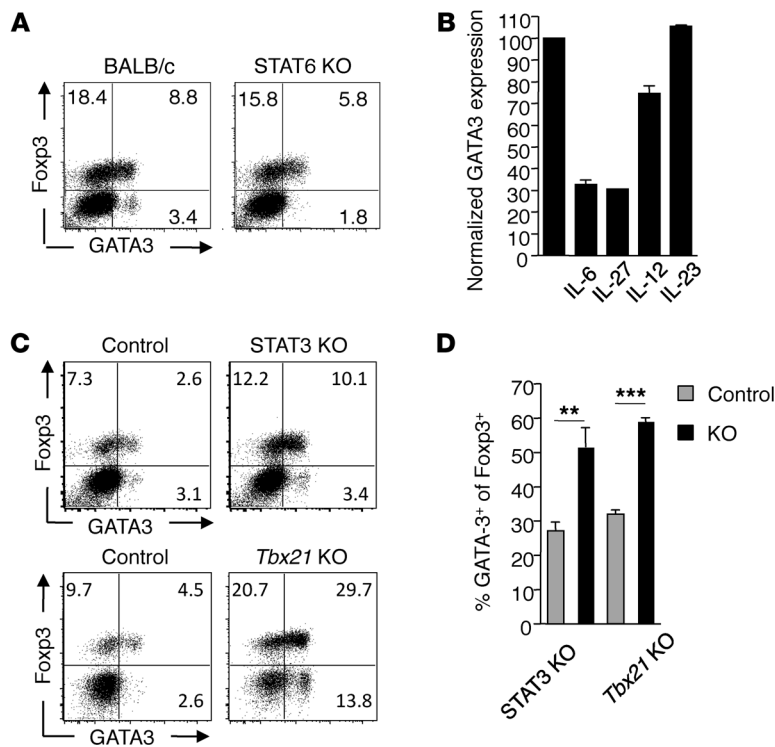 A
BALB/c STAT6 KO
18.4 8.8 15.8 5.8
Foxp3
3.4 1.8
GATA3
B
Normalized GATA3 expression
110
100
90
80
70
60
50
40
30
20
10
0
IL-6 IL-27 IL-12 IL-23
C
Control STAT3 KO
7.3 2.6 12.2 10.1
Foxp3
3.1 3.4
GATA3 GATA3
Control Tbx21 KO
9.7 4.5 20.7 29.7
Foxp3
2.6 13.8
GATA3 GATA3
D
% GATA-3+ of Foxp3+
70
60
50
40
30
20
10
0
** ***
Control
KO
STAT3 KO Tbx21 KO